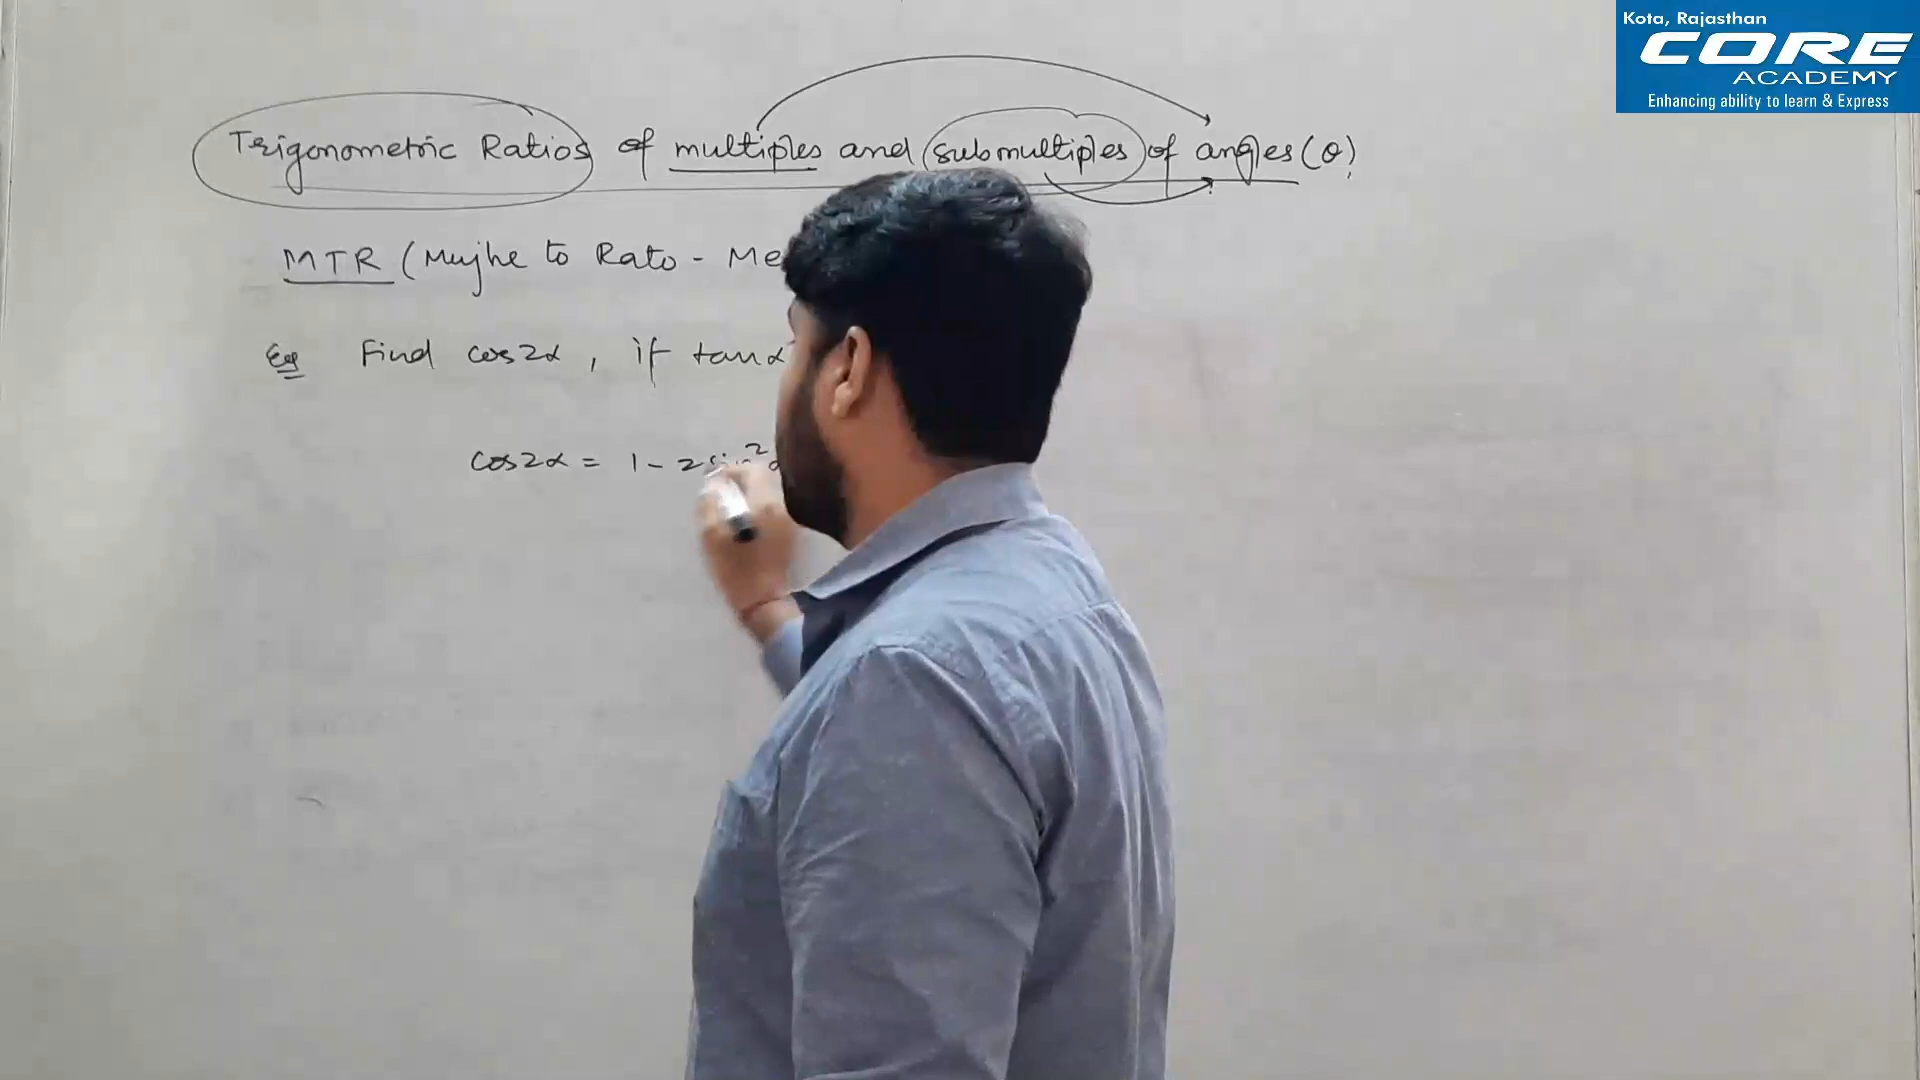 Kota, Rajasthan
CORE
ACADEMY
Enhancing ability to learn & Express
Trigonometric Ratios of multiples and submultiples of angles (θ)
MTR (Mujhe to Rato - Me
Eg Find cos2α, if tanα
cos2α = 1 - 2sin²α